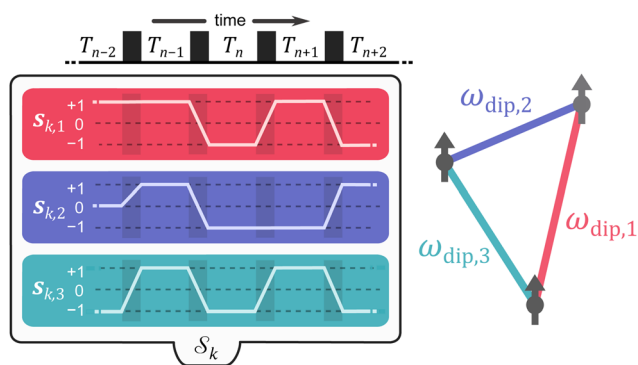 time
T_{n−2} T_{n−1} T_n T_{n+1} T_{n+2}
s_{k,1} +1
0
−1
s_{k,2} +1
0
−1
s_{k,3} +1
0
−1
𝒮_k
ω_{dip,2}
ω_{dip,1}
ω_{dip,3}